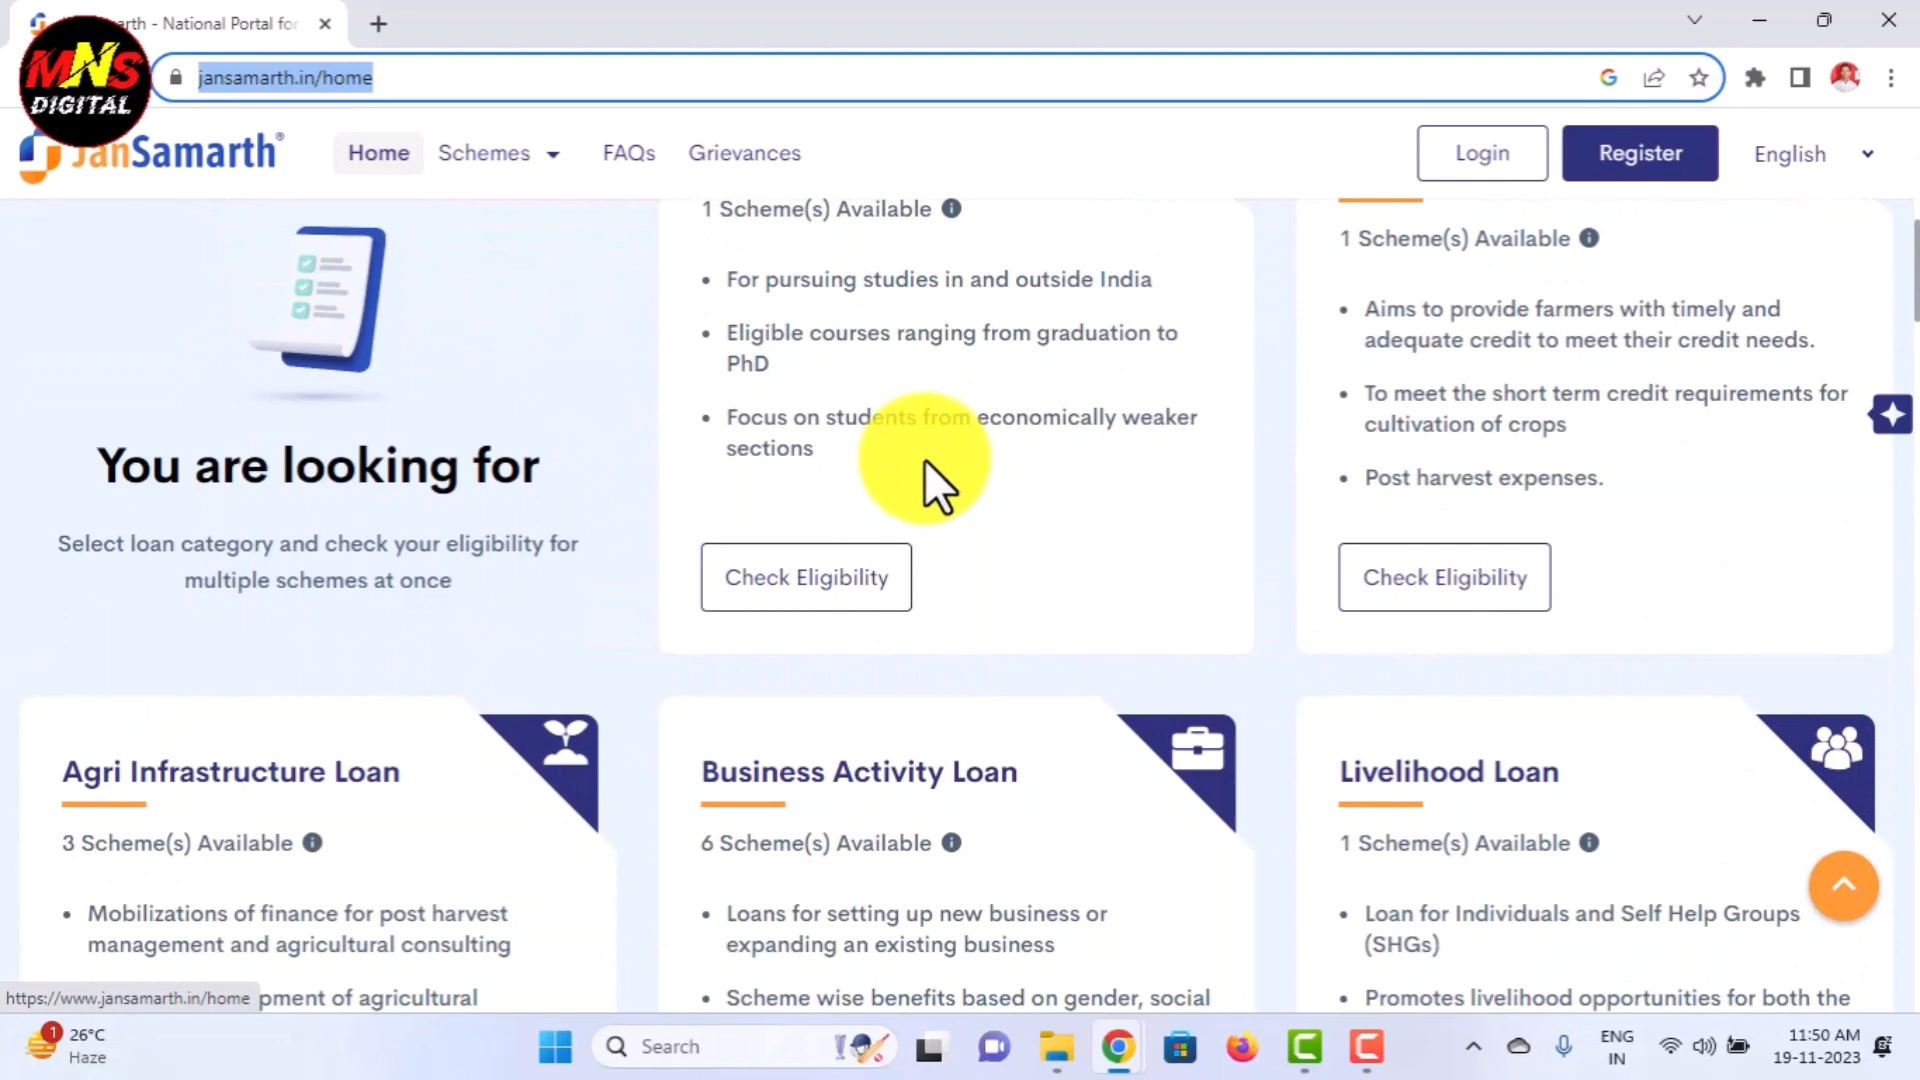 arth - National Portal for
MNS
DIGITAL
jansamarth.in/home
JanSamarth®
Home
Schemes
FAQs
Grievances
Login
Register
English
You are looking for
Select loan category and check your eligibility for
multiple schemes at once
1 Scheme(s) Available
• For pursuing studies in and outside India
• Eligible courses ranging from graduation to
PhD
• Focus on students from economically weaker
sections
Check Eligibility
1 Scheme(s) Available
• Aims to provide farmers with timely and
adequate credit to meet their credit needs.
• To meet the short term credit requirements for
cultivation of crops
• Post harvest expenses.
Check Eligibility
Agri Infrastructure Loan
3 Scheme(s) Available
• Mobilizations of finance for post harvest
management and agricultural consulting
pment of agricultural
Business Activity Loan
6 Scheme(s) Available
• Loans for setting up new business or
expanding an existing business
• Scheme wise benefits based on gender, social
Livelihood Loan
1 Scheme(s) Available
• Loan for Individuals and Self Help Groups
(SHGs)
• Promotes livelihood opportunities for both the
https://www.jansamarth.in/home
1
26°C
Haze
Search
ENG
IN
11:50 AM
19-11-2023